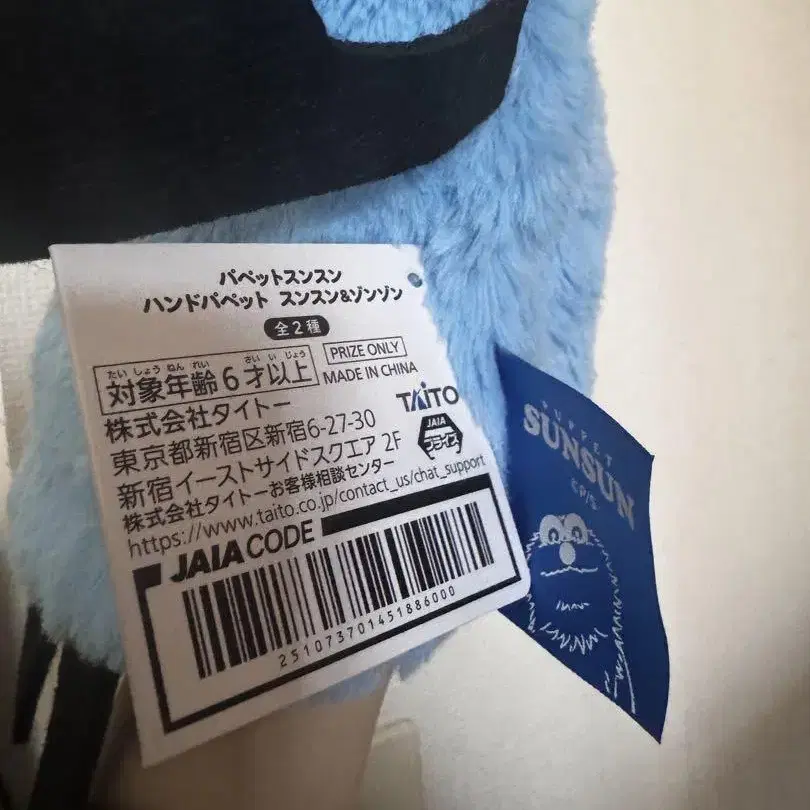 パペットスンスン
ハンドパペット スンスン&ゾンゾン
全2種
たいしょうねんれい さいいじょう
対象年齢6才以上
PRIZE ONLY
MADE IN CHINA
株式会社タイトー
TAITO
東京都新宿区新宿6-27-30
JAIA
プライズ
新宿イーストサイドスクエア 2F
株式会社タイトーお客様相談センター
https://www.taito.co.jp/contact_us/chat_support
JAIA CODE
251073701451886000
PUPPET
SUNSUN
©P/S